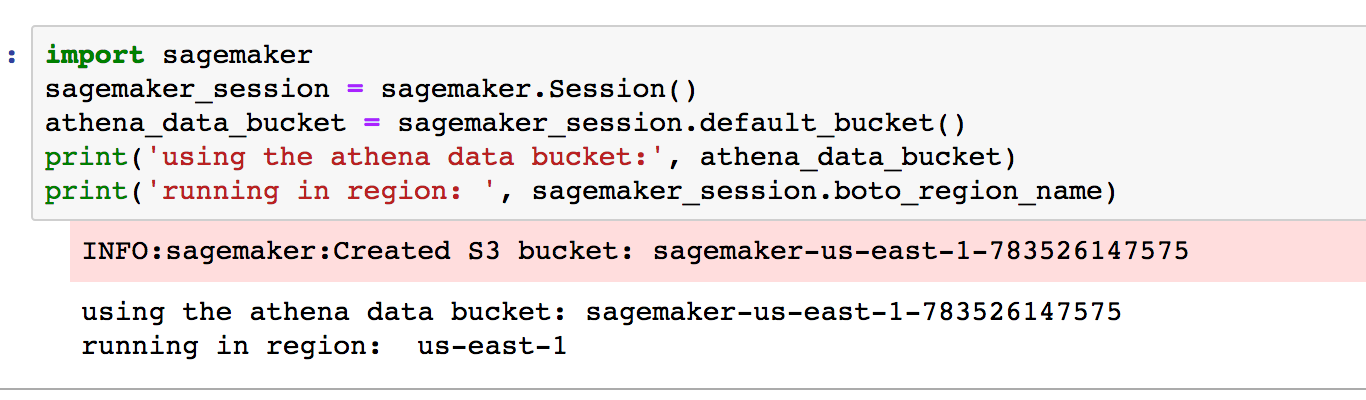 :
import sagemaker
sagemaker_session = sagemaker.Session()
athena_data_bucket = sagemaker_session.default_bucket()
print('using the athena data bucket:', athena_data_bucket)
print('running in region: ', sagemaker_session.boto_region_name)
INFO:sagemaker:Created S3 bucket: sagemaker-us-east-1-783526147575
using the athena data bucket: sagemaker-us-east-1-783526147575
running in region:  us-east-1